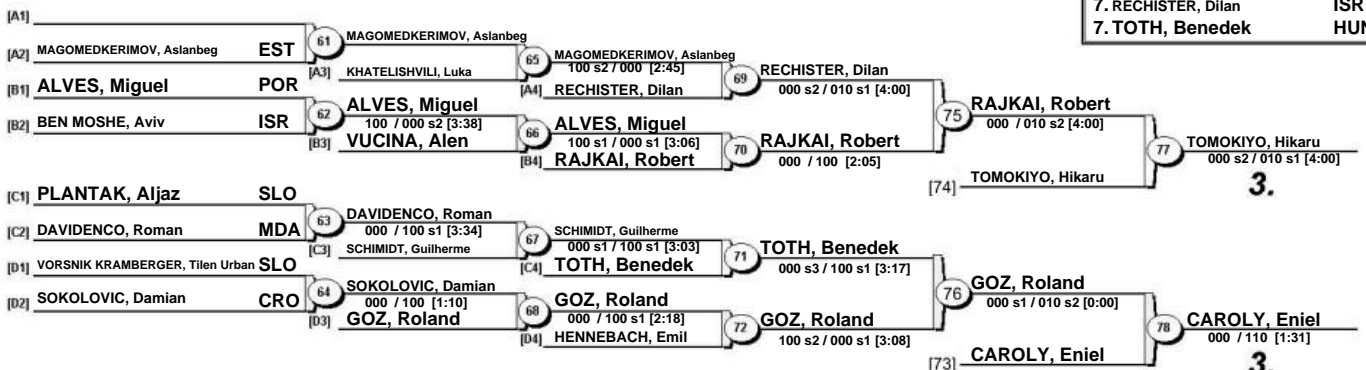 7. RECHISTER, Dilan ISR
7. TOTH, Benedek HUN
[A1]
[A2] MAGOMEDKERIMOV, Aslanbeg EST
61 MAGOMEDKERIMOV, Aslanbeg
[A3] KHATELISHVILI, Luka
65 MAGOMEDKERIMOV, Aslanbeg
100 s2 / 000 [2:45]
[A4] RECHISTER, Dilan
69 RECHISTER, Dilan
000 s2 / 010 s1 [4:00]
[B1] ALVES, Miguel POR
[B2] BEN MOSHE, Aviv ISR
62 ALVES, Miguel
100 / 000 s2 [3:38]
[B3] VUCINA, Alen
66 ALVES, Miguel
100 s1 / 000 s1 [3:06]
[B4] RAJKAI, Robert
70 RAJKAI, Robert
000 / 100 [2:05]
75 RAJKAI, Robert
000 / 010 s2 [4:00]
[74] TOMOKIYO, Hikaru
77 TOMOKIYO, Hikaru
000 s2 / 010 s1 [4:00]
3.
[C1] PLANTAK, Aljaz SLO
[C2] DAVIDENCO, Roman MDA
63 DAVIDENCO, Roman
000 / 100 s1 [3:34]
[C3] SCHIMIDT, Guilherme
67 SCHIMIDT, Guilherme
000 s1 / 100 s1 [3:03]
[C4] TOTH, Benedek
71 TOTH, Benedek
000 s3 / 100 s1 [3:17]
[D1] VORSNIK KRAMBERGER, Tilen Urban SLO
[D2] SOKOLOVIC, Damian CRO
64 SOKOLOVIC, Damian
000 / 100 [1:10]
[D3] GOZ, Roland
68 GOZ, Roland
000 / 100 s1 [2:18]
[D4] HENNEBACH, Emil
72 GOZ, Roland
100 s2 / 000 s1 [3:08]
76 GOZ, Roland
000 s1 / 010 s2 [0:00]
[73] CAROLY, Eniel
78 CAROLY, Eniel
000 / 110 [1:31]
3.